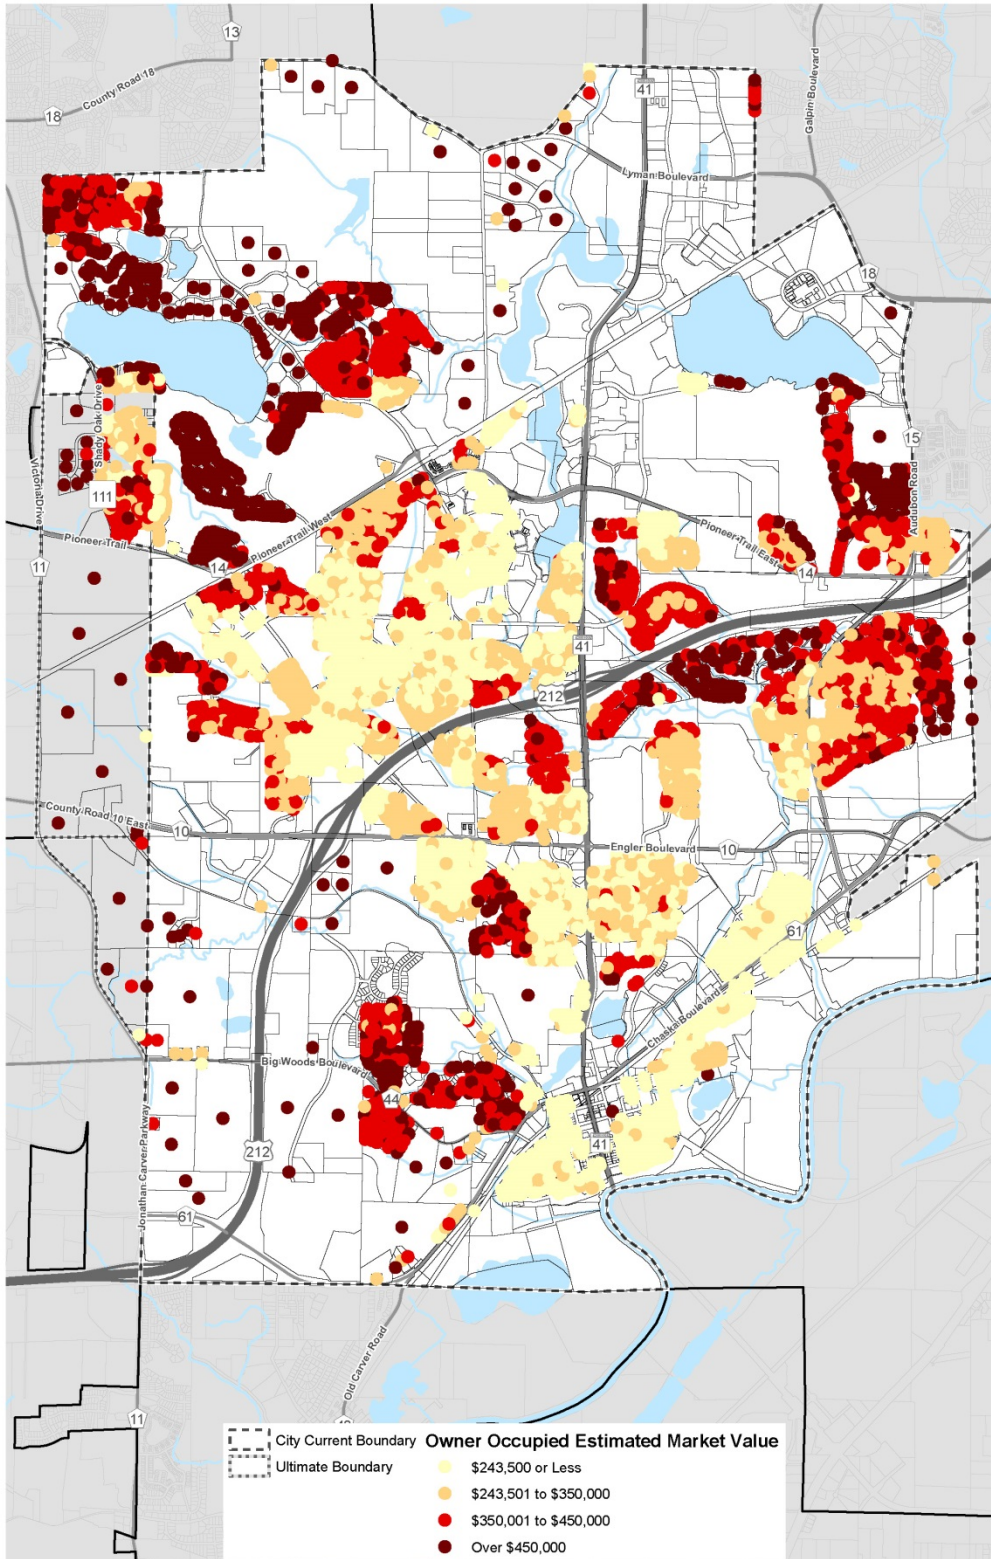 13
County Road 18
18
41
Galpin Boulevard
Lyman Boulevard
18
Shady Oak Drive
Victoria Drive
111
15
Audubon Road
Pioneer Trail
Pioneer Trail West
Pioneer Trail East
11
14
14
41
212
County Road 10 East
10
Engler Boulevard
10
61
Chaska Boulevard
Big Woods Boulevard
44
212
41
Jonathan Carver Parkway
61
Old Carver Road
11
City Current Boundary
Ultimate Boundary
Owner Occupied Estimated Market Value
$243,500 or Less
$243,501 to $350,000
$350,001 to $450,000
Over $450,000